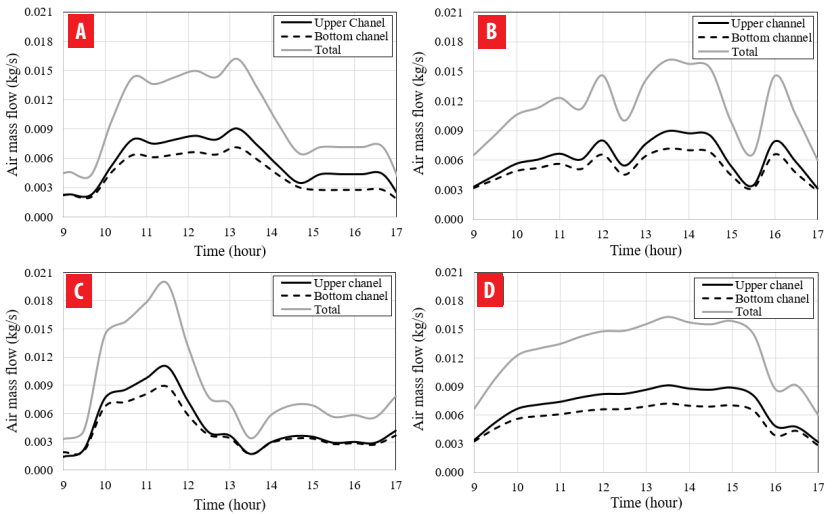 A
Upper Chanel
Bottom chanel
Total
Air mass flow (kg/s)
0.021
0.018
0.015
0.012
0.009
0.006
0.003
0.000
9 10 11 12 13 14 15 16 17
Time (hour)
B
Upper channel
Bottom channel
Total
Air mass flow (kg/s)
0.021
0.018
0.015
0.012
0.009
0.006
0.003
0.000
9 10 11 12 13 14 15 16 17
Time (hour)
C
Upper chanel
Bottom chanel
Total
Air mass flow (kg/s)
0.021
0.018
0.015
0.012
0.009
0.006
0.003
0.000
9 10 11 12 13 14 15 16 17
Time (hour)
D
Upper channel
Bottom channel
Total
Air mass flow (kg/s)
0.021
0.018
0.015
0.012
0.009
0.006
0.003
0.000
9 10 11 12 13 14 15 16 17
Time (hour)